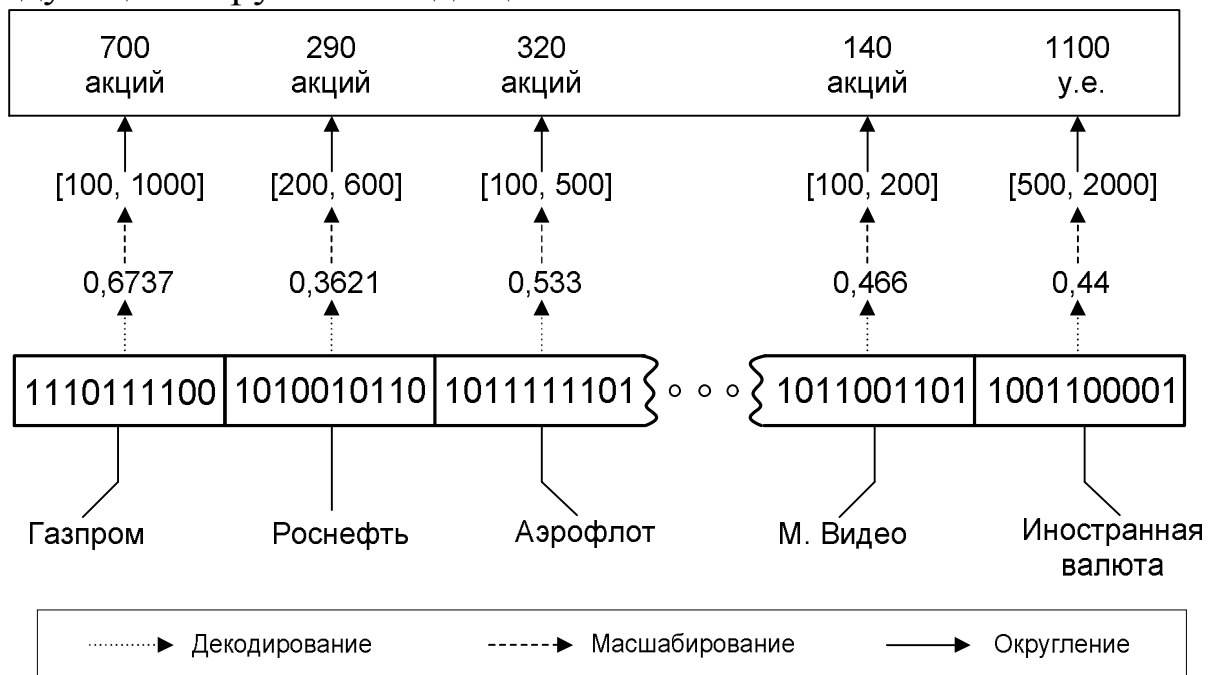 700 290 320 140 1100
акций акций акций акций у.е.
[100, 1000] [200, 600] [100, 500] [100, 200] [500, 2000]
0,6737 0,3621 0,533 0,466 0,44
1110111100 1010010110 1011111101 1011001101 1001100001
Газпром Роснефть Аэрофлот М. Видео Иностранная
валюта
Декодирование Масшабирование Округление